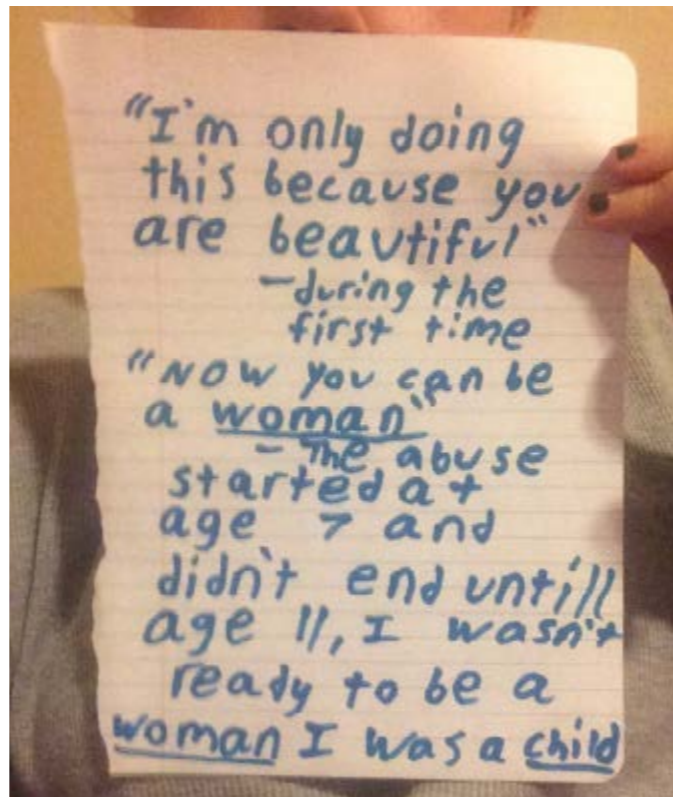 "I'm only doing
this because you
are beautiful"
- during the
first time
"NOW you can be
a woman"
- The abuse
started at
age 7 and
didn't end untill
age 11, I wasn't
ready to be a
woman I was a child